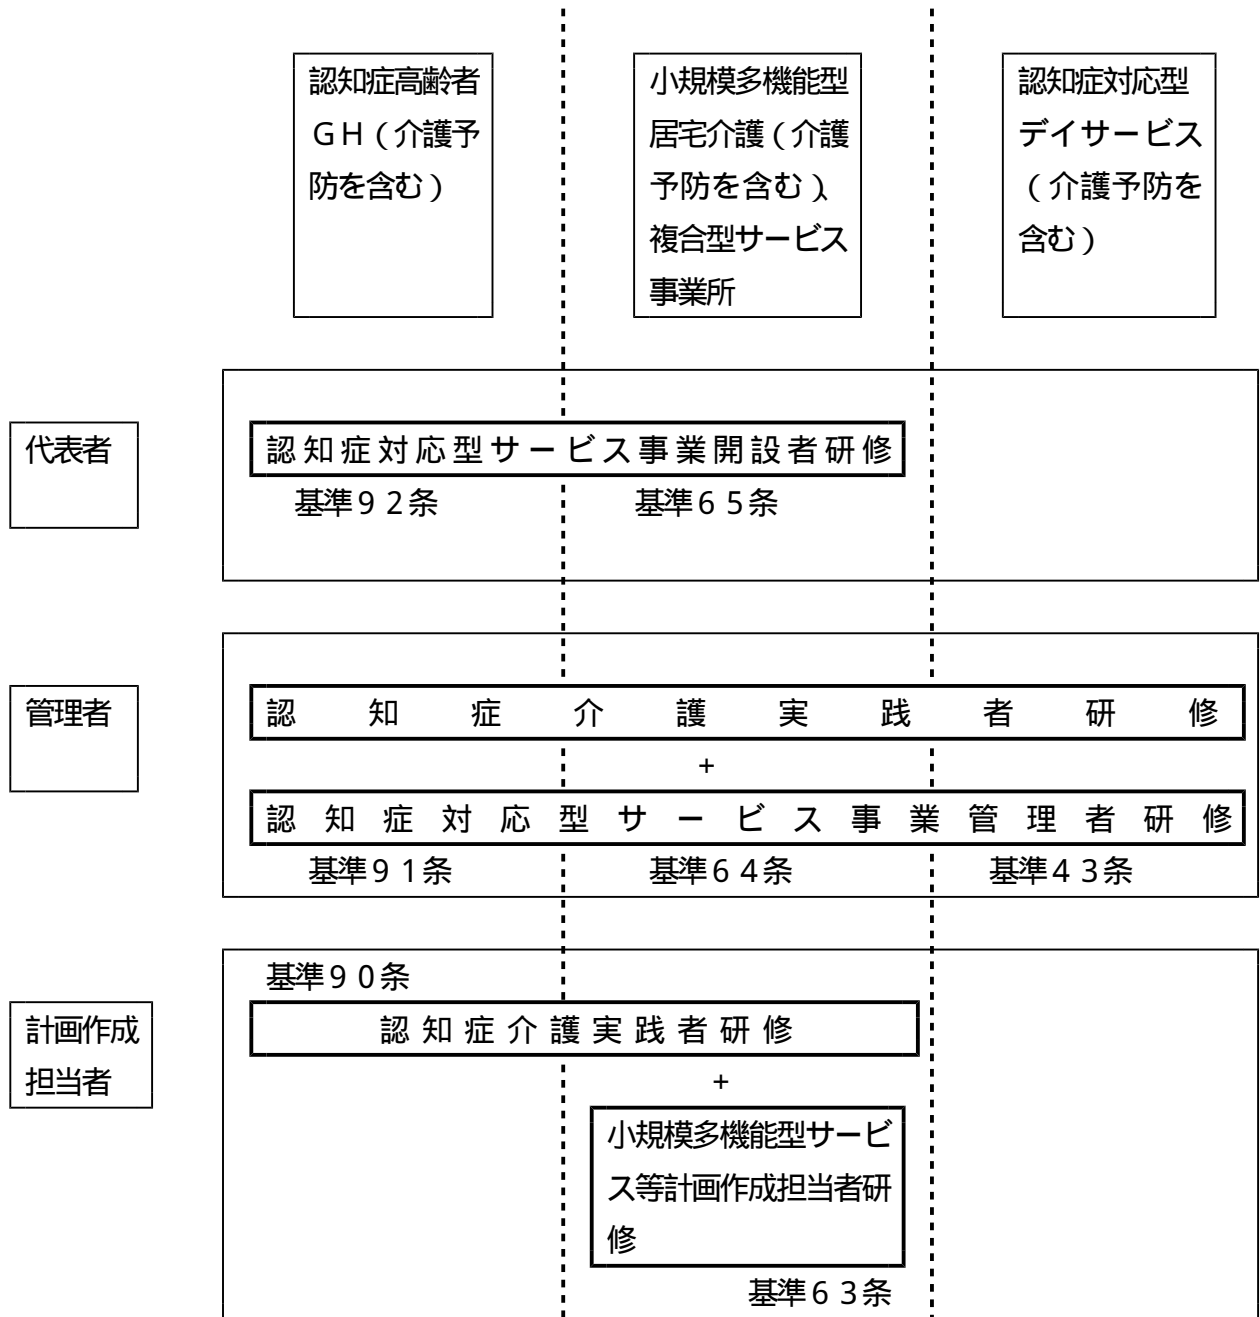 認知症高齢者
GH(介護予
防を含む)
小規模多機能型
居宅介護(介護
予防を含む)、
複合型サービス
事業所
認知症対応型
デイサービス
(介護予防を
含む)
代表者
認知症対応型サービス事業開設者研修
基準92条
基準65条
管理者
認知症介護実践者研修
+
認知症対応型サービス事業管理者研修
基準91条
基準64条
基準43条
計画作成
担当者
基準90条
認知症介護実践者研修
+
小規模多機能型サービ
ス等計画作成担当者研
修
基準63条